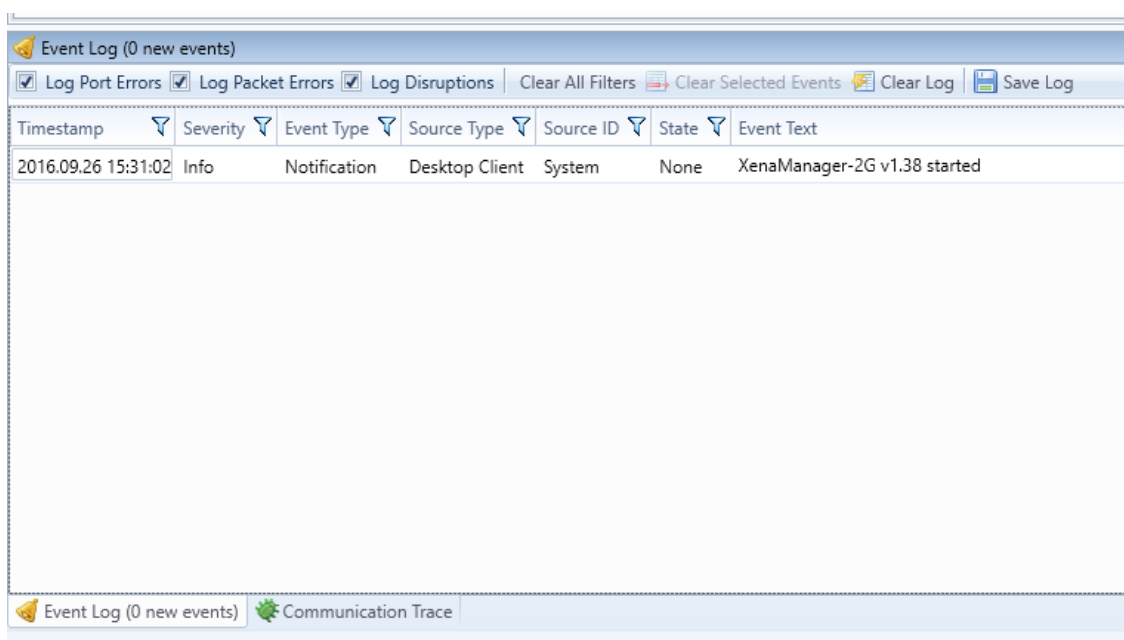 Event Log (0 new events)
Log Port Errors Log Packet Errors Log Disruptions Clear All Filters Clear Selected Events Clear Log Save Log
Timestamp Severity Event Type Source Type Source ID State Event Text
2016.09.26 15:31:02 Info Notification Desktop Client System None XenaManager-2G v1.38 started
Event Log (0 new events) Communication Trace